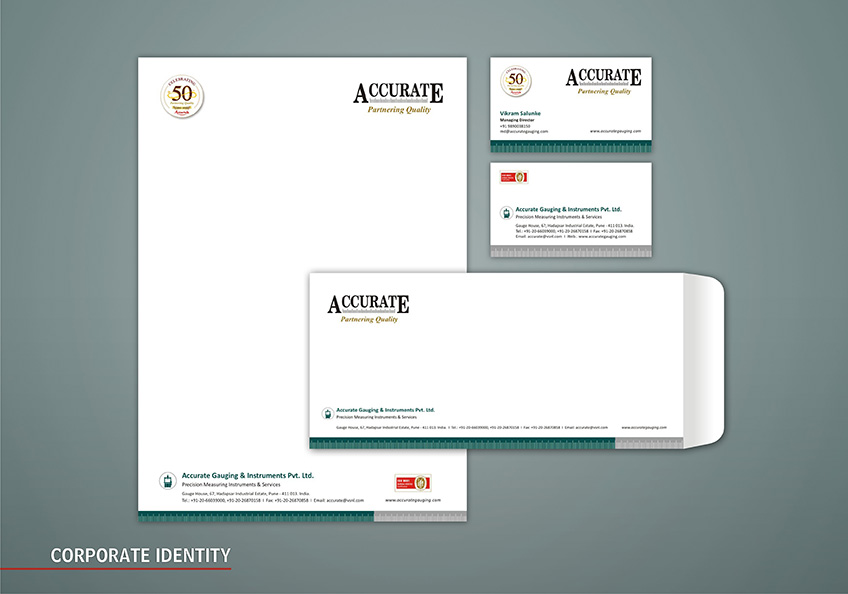 CELEBRATING
50
ACCURATE
Partnering Quality
Accurate Gauging & Instruments Pvt. Ltd.
Precision Measuring Instruments & Services
Gauge House, 67, Hadapsar Industrial Estate, Pune - 411 013. India.
Tel.: +91-20-66039000, +91-20-26870158 I Fax: +91-20-26870858 I Email: accurate@vsnl.com
www.accurategauging.com
CELEBRATING
50
ACCURATE
Partnering Quality
Vikram Salunke
Managing Director
md@accurategauging.com
www.accurategauging.com
Accurate Gauging & Instruments Pvt. Ltd.
Precision Measuring Instruments & Services
Gauge House, 67, Hadapsar Industrial Estate, Pune - 411 013. India.
Tel.: +91-20-66039000, +91-20-26870158 I Fax: +91-20-26870858
Email: accurate@vsnl.com I Web.: www.accurategauging.com
ACCURATE
Partnering Quality
Accurate Gauging & Instruments Pvt. Ltd.
Precision Measuring Instruments & Services
Gauge House, 67, Hadapsar Industrial Estate, Pune - 411 013. India I Tel.: +91-20-66039000, +91-20-26870158 I Fax: +91-20-26870858 I Email: accurate@vsnl.com www.accurategauging.com
CORPORATE IDENTITY